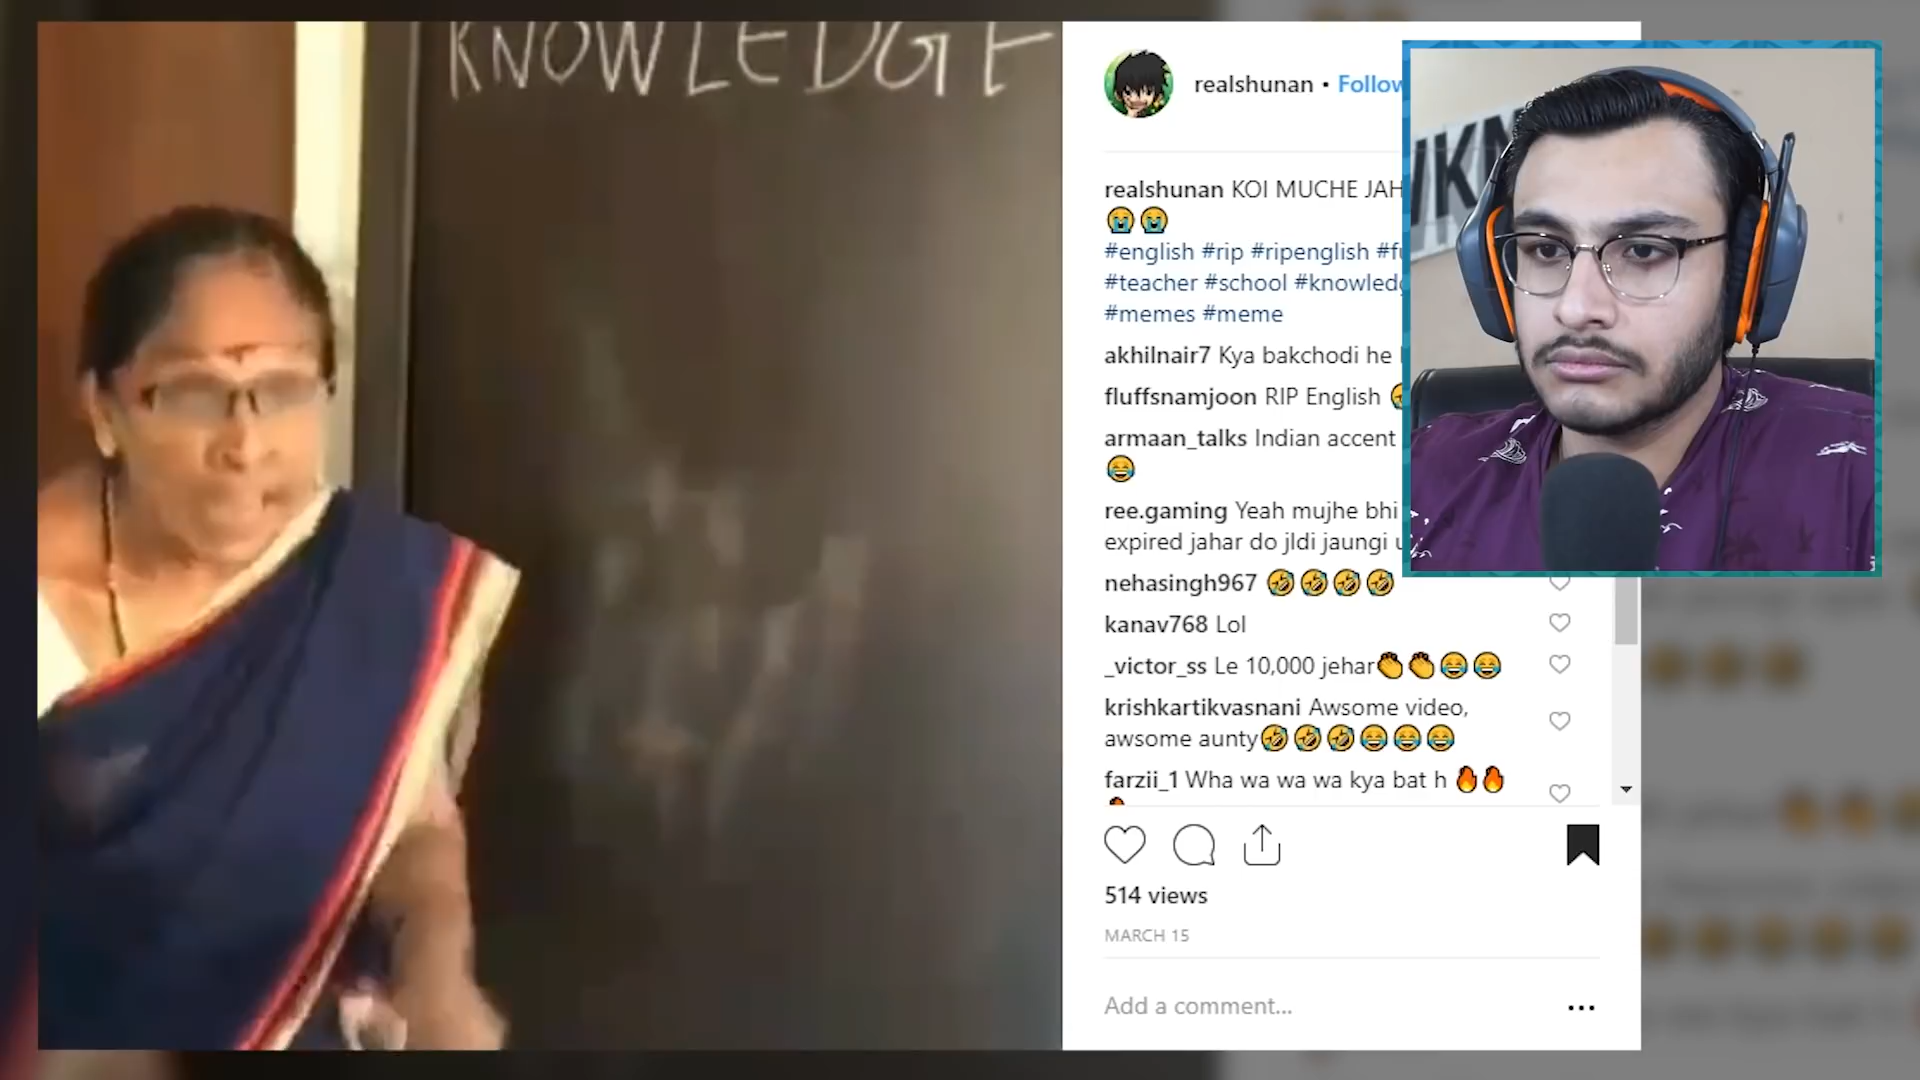 KNOWLEDGE
realshunan • Follow
realshunan KOI MUCHE JAH
😭😭
#english #rip #ripenglish #fu
#teacher #school #knowledg
#memes #meme
akhilnair7 Kya bakchodi he
fluffsnamjoon RIP English
armaan_talks Indian accent
😂
ree.gaming Yeah mujhe bhi
expired jahar do jldi jaungi u
nehasingh967 🤣🤣🤣🤣
kanav768 Lol
_victor_ss Le 10,000 jehar👏👏😂😂
krishkartikvasnani Awsome video,
awsome aunty🤣🤣🤣😂😂😂
farzii_1 Wha wa wa wa kya bat h 🔥🔥
514 views
MARCH 15
Add a comment...